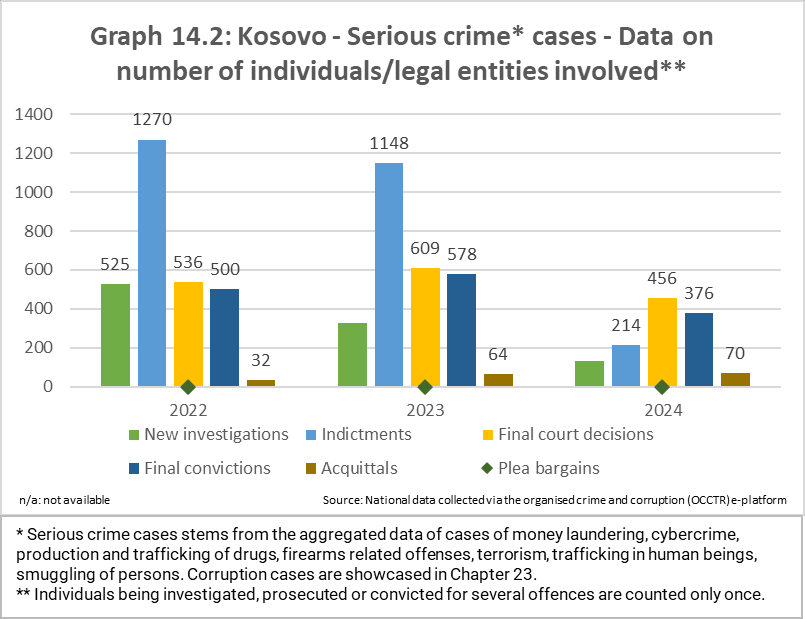 Graph 14.2: Kosovo - Serious crime* cases - Data on
number of individuals/legal entities involved**
1400
1200
1000
800
600
400
200
0
525
1270
536
500
32
1148
609
578
64
214
456
376
70
2022
2023
2024
New investigations
Indictments
Final court decisions
Final convictions
Acquittals
Plea bargains
n/a: not available
Source: National data collected via the organised crime and corruption (OCCTR) e-platform
* Serious crime cases stems from the aggregated data of cases of money laundering, cybercrime,
production and trafficking of drugs, firearms related offenses, terrorism, trafficking in human beings,
smuggling of persons. Corruption cases are showcased in Chapter 23.
** Individuals being investigated, prosecuted or convicted for several offences are counted only once.